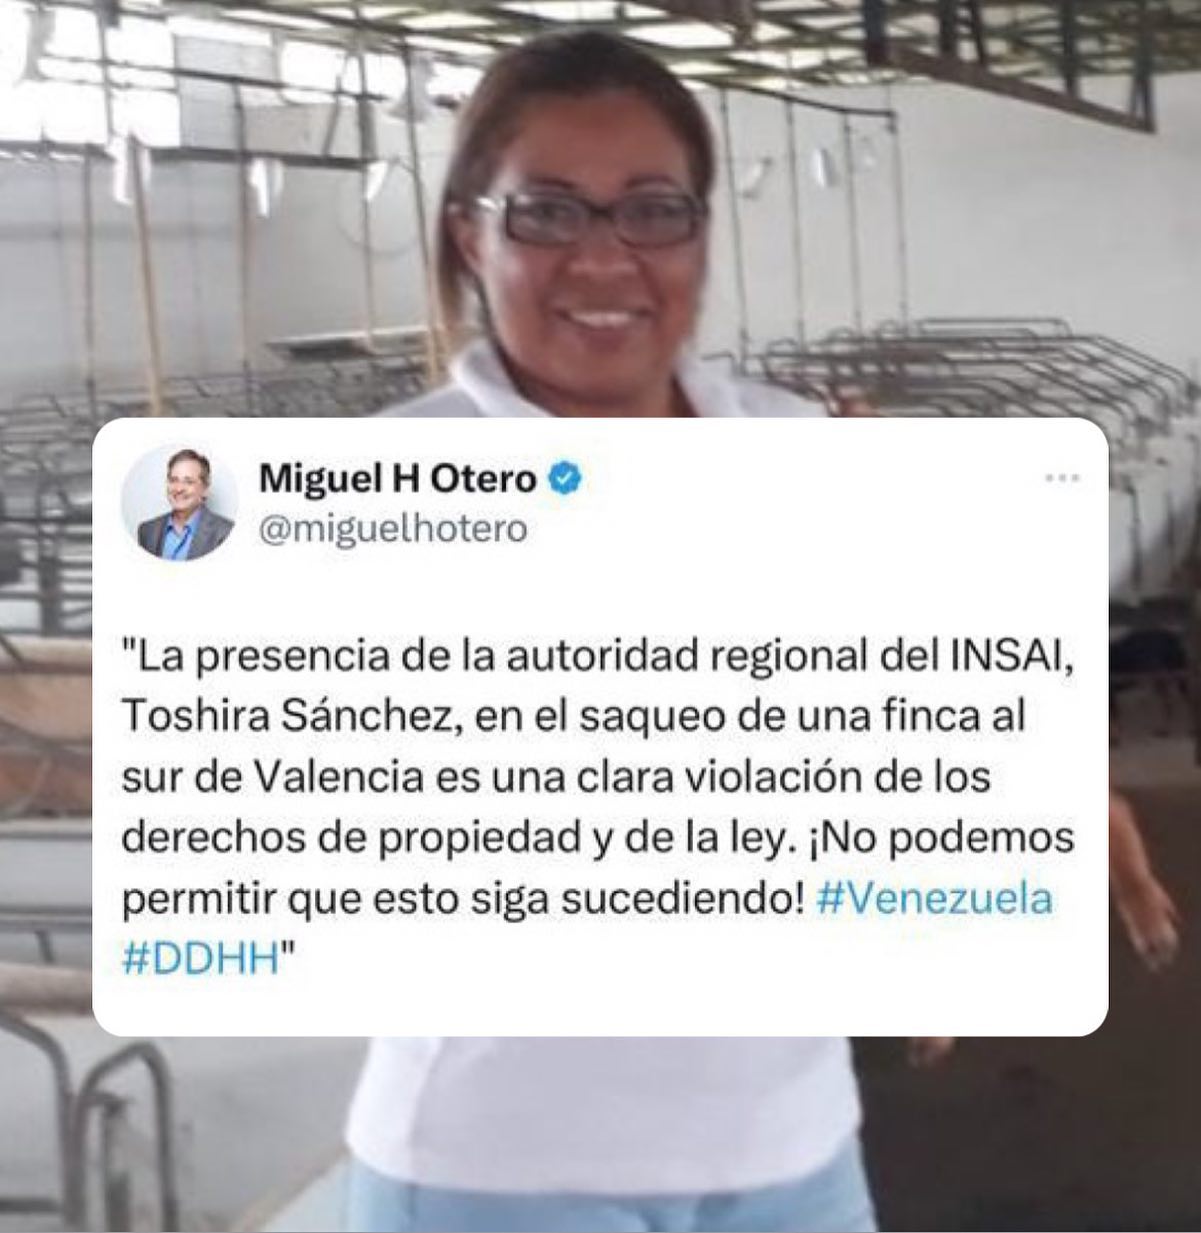 Miguel H Otero
@miguelhotero
"La presencia de la autoridad regional del INSAI,
Toshira Sánchez, en el saqueo de una finca al
sur de Valencia es una clara violación de los
derechos de propiedad y de la ley. ¡No podemos
permitir que esto siga sucediendo! #Venezuela
#DDHH"